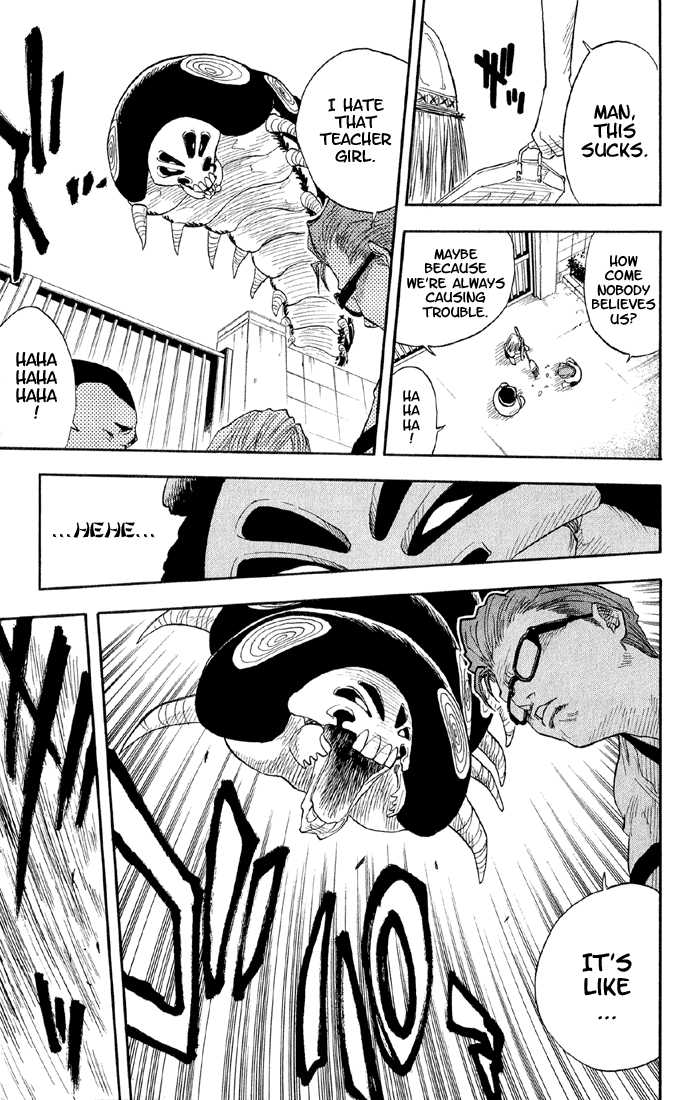 MAN,
THIS
SUCKS.
I HATE
THAT
TEACHER
GIRL.
HAHA
HAHA
HAHA
!
HOW
COME
NOBODY
BELIEVES
US?
MAYBE
BECAUSE
WE'RE ALWAYS
CAUSING
TROUBLE.
HA
HA
HA
!
...HEHE...
IT'S
LIKE
...